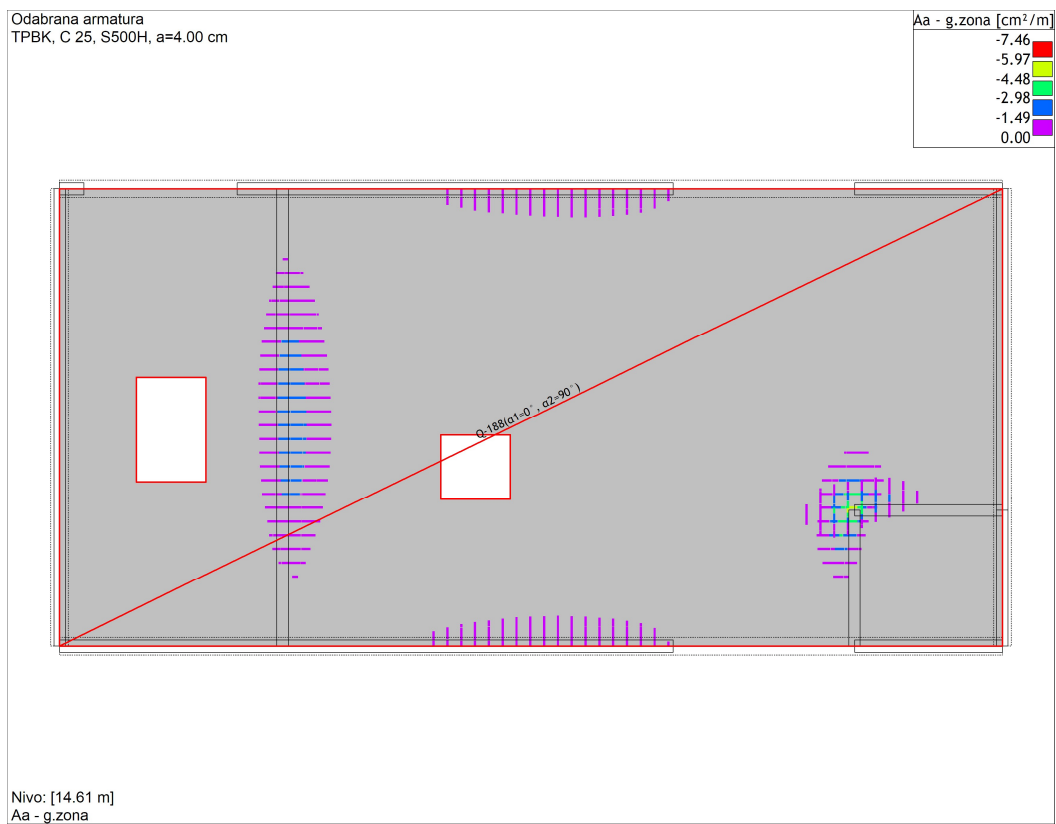 Odabrana armatura
TPBK, C 25, S500H, a=4.00 cm
Aa - g.zona [cm²/m]
-7.46
-5.97
-4.48
-2.98
-1.49
0.00
Q-188(α1=0°, α2=90°)
Nivo: [14.61 m]
Aa - g.zona